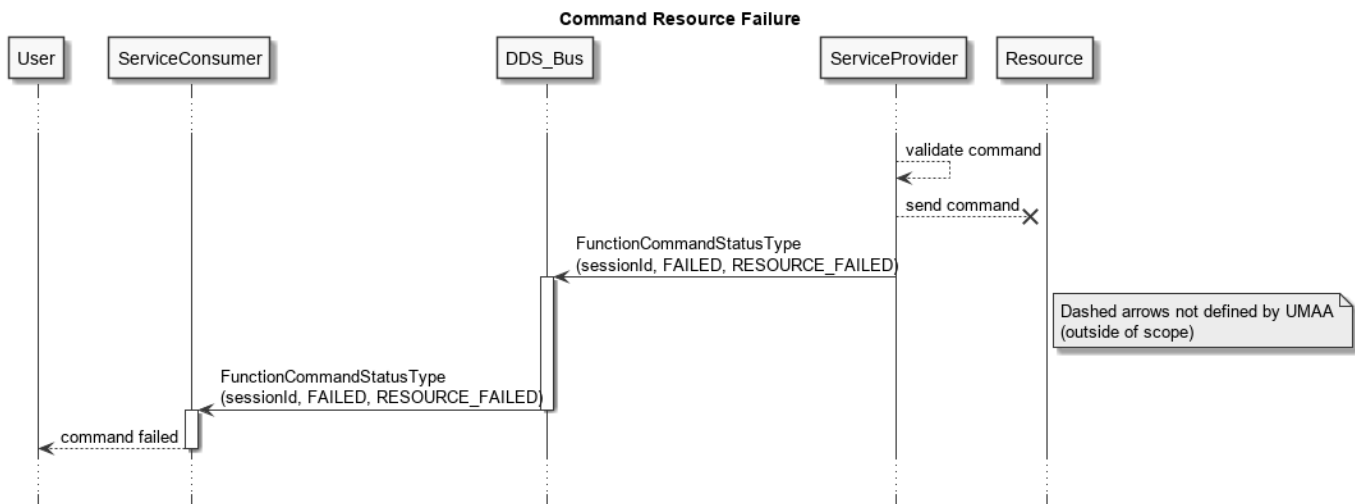 Command Resource Failure
User
ServiceConsumer
DDS_Bus
ServiceProvider
Resource
validate command
send command
FunctionCommandStatusType
(sessionId, FAILED, RESOURCE_FAILED)
Dashed arrows not defined by UMAA
(outside of scope)
FunctionCommandStatusType
(sessionId, FAILED, RESOURCE_FAILED)
command failed